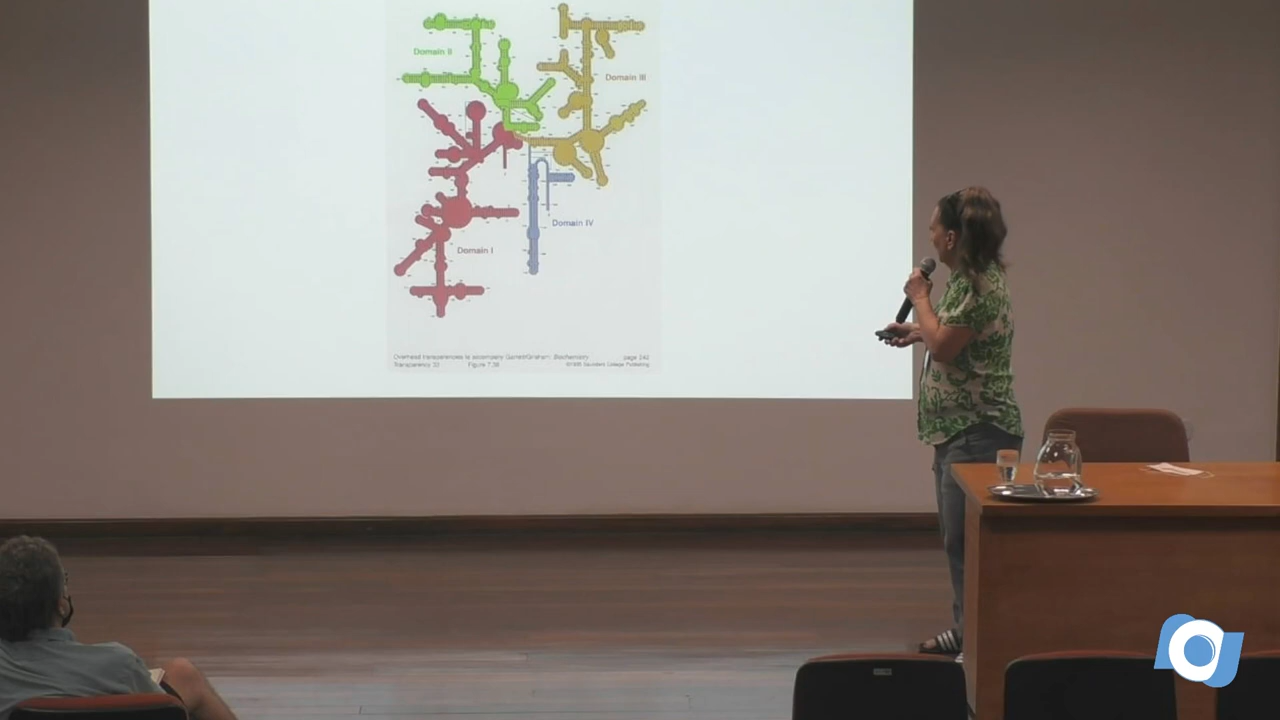 Domain II
Domain III
Domain IV
Domain I
Overhead transparencies to accompany Garrett/Grisham: Biochemistry page 242
Transparency 33 Figure 7.38 ©1995 Saunders College Publishing